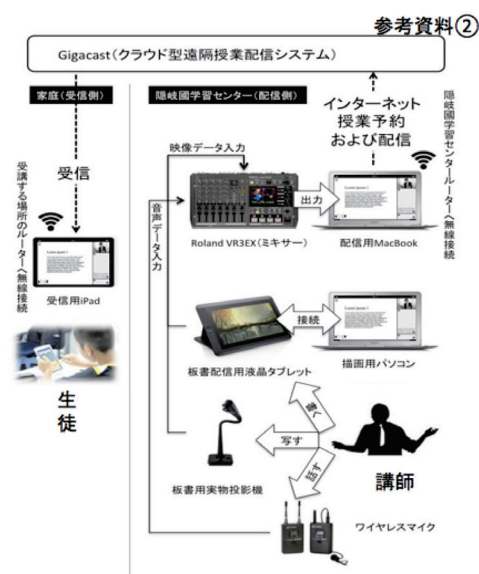 参考資料②
Gigacast(クラウド型遠隔授業配信システム)
家庭(受信側)
隠岐國学習センター(配信側)
インターネット
授業予約
および配信
隠岐國学習センタールーターへ無線接続
映像データ入力
音声データ入力
受信
受講する場所のルーターへ無線接続
出力
Roland VR3EX(ミキサー)
配信用MacBook
受信用iPad
接続
板書配信用液晶タブレット
描画用パソコン
生徒
書く
写す
話す
講師
板書用実物投影機
ワイヤレスマイク